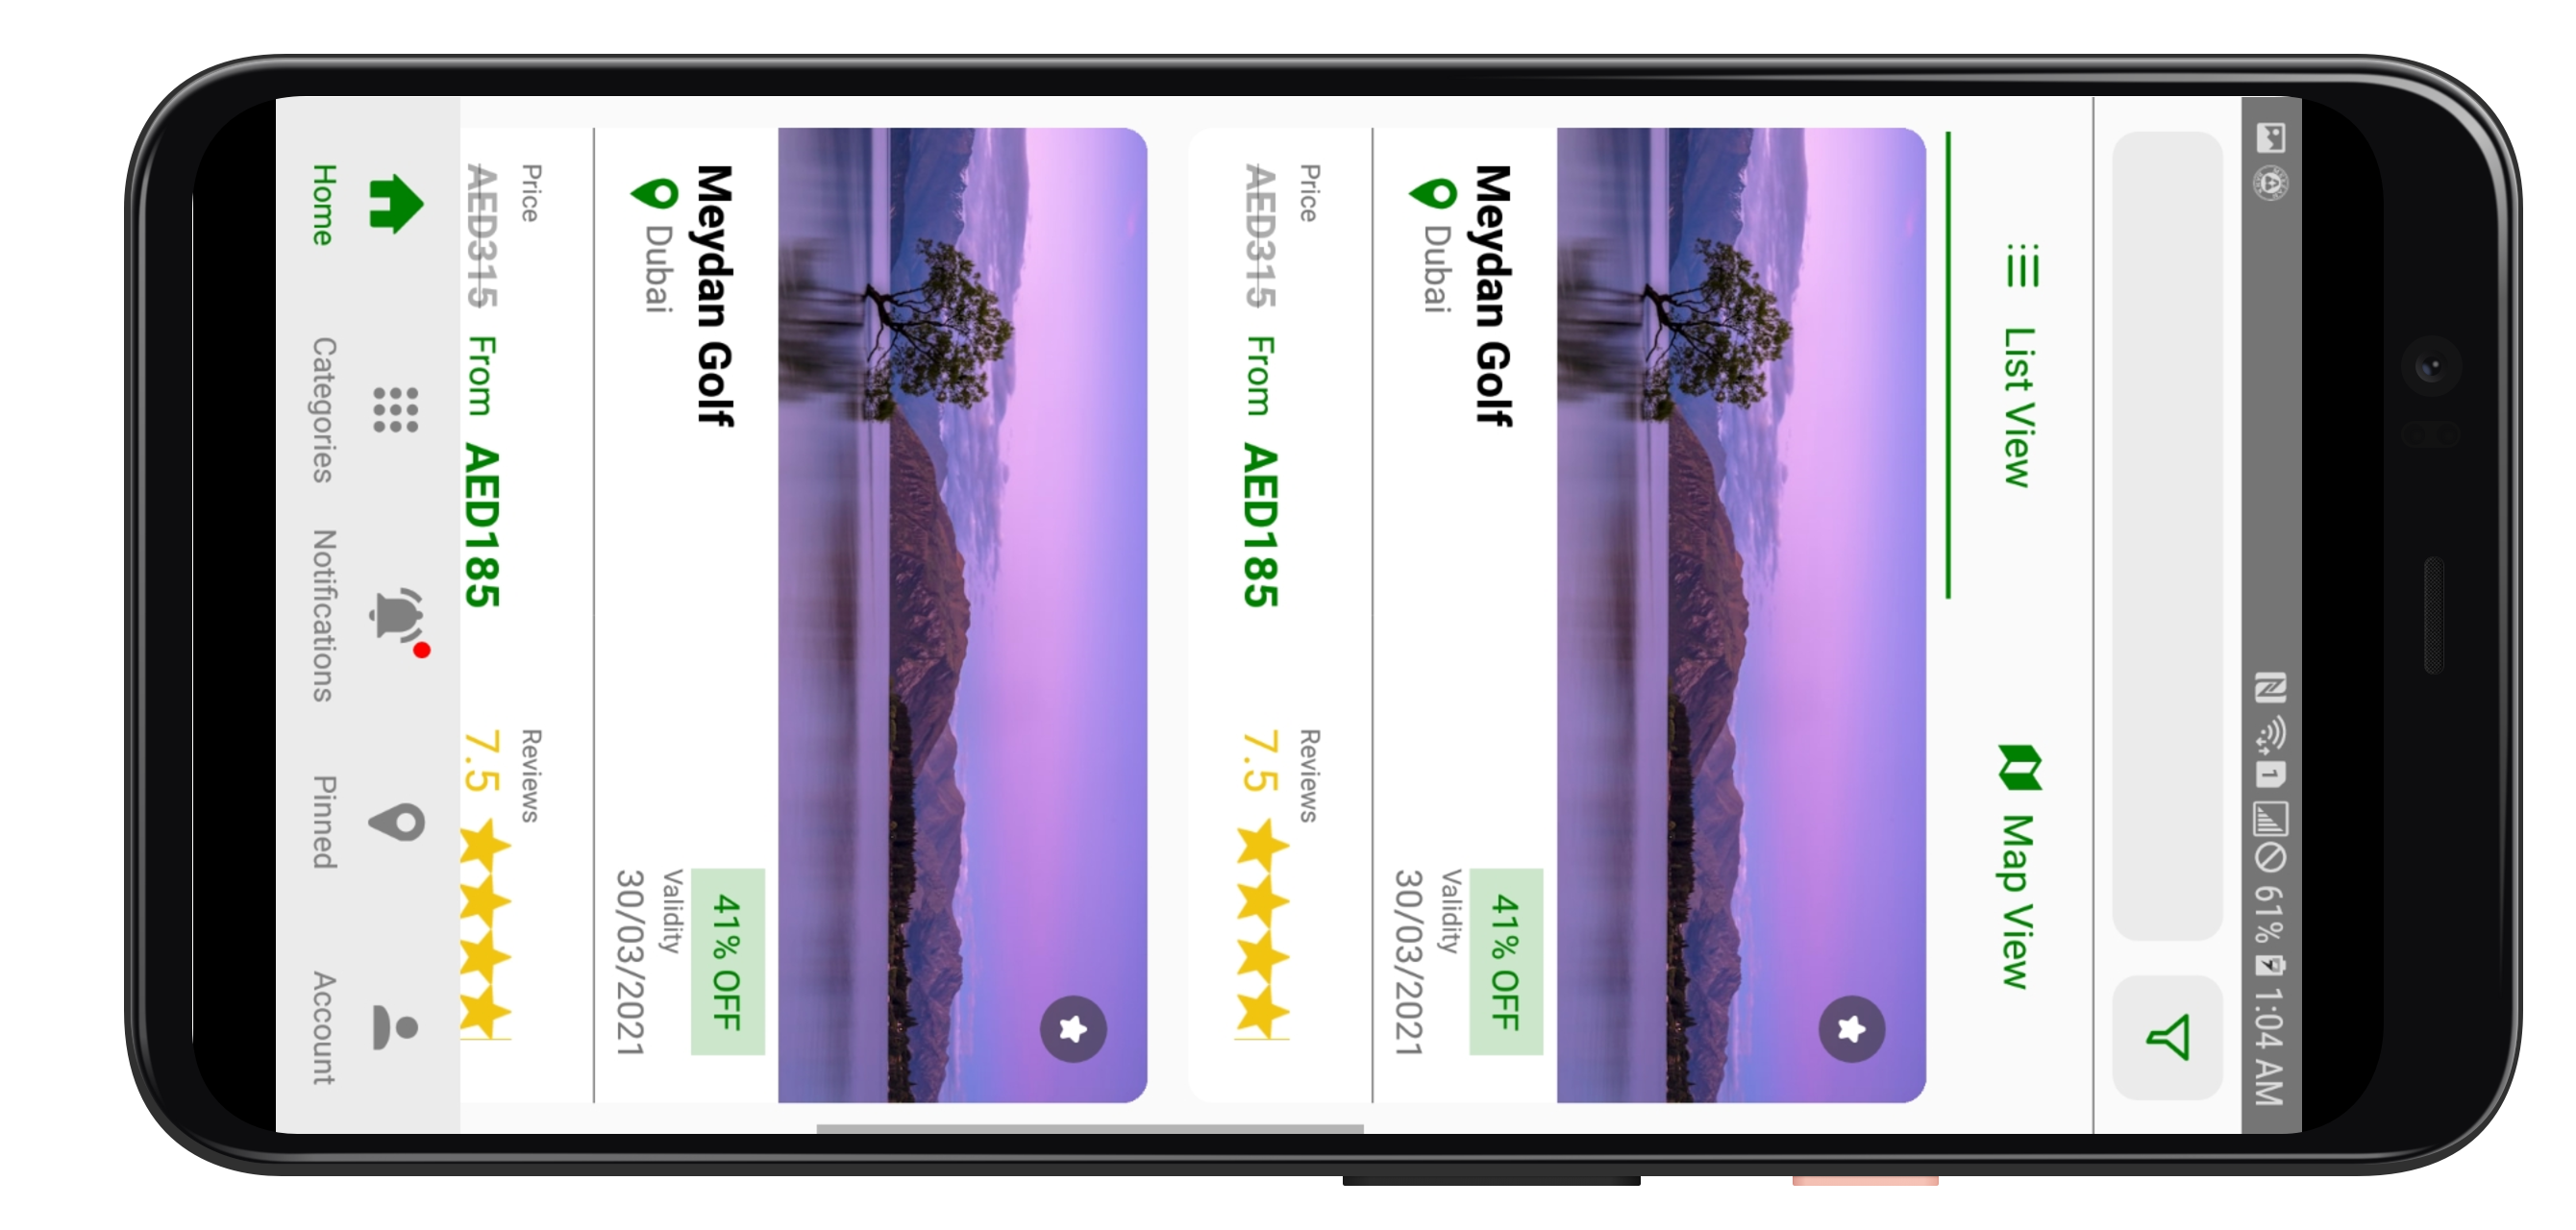 61% 1:04 AM
List View Map View
Meydan Golf 41% OFF
Dubai Validity
30/03/2021
Price Reviews
AED315 From AED185 7.5
Meydan Golf 41% OFF
Dubai Validity
30/03/2021
Price Reviews
AED315 From AED185 7.5
Home Categories Notifications Pinned Account